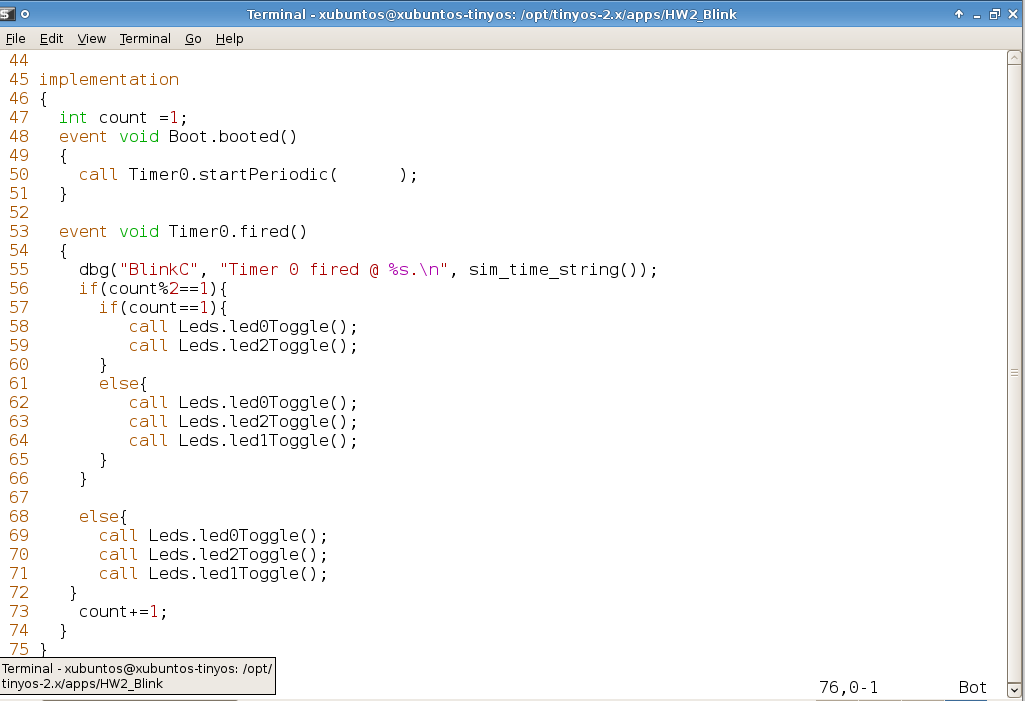 Terminal - xubuntos@xubuntos-tinyos: /opt/tinyos-2.x/apps/HW2_Blink
File Edit View Terminal Go Help
44
45 implementation
46 {
47   int count =1;
48   event void Boot.booted()
49   {
50     call Timer0.startPeriodic(      );
51   }
52
53   event void Timer0.fired()
54   {
55     dbg("BlinkC", "Timer 0 fired @ %s.\n", sim_time_string());
56     if(count%2==1){
57       if(count==1){
58          call Leds.led0Toggle();
59          call Leds.led2Toggle();
60       }
61       else{
62          call Leds.led0Toggle();
63          call Leds.led2Toggle();
64          call Leds.led1Toggle();
65       }
66     }
67
68     else{
69       call Leds.led0Toggle();
70       call Leds.led2Toggle();
71       call Leds.led1Toggle();
72    }
73     count+=1;
74   }
75 }
Terminal - xubuntos@xubuntos-tinyos: /opt/
tinyos-2.x/apps/HW2_Blink
76,0-1 Bot